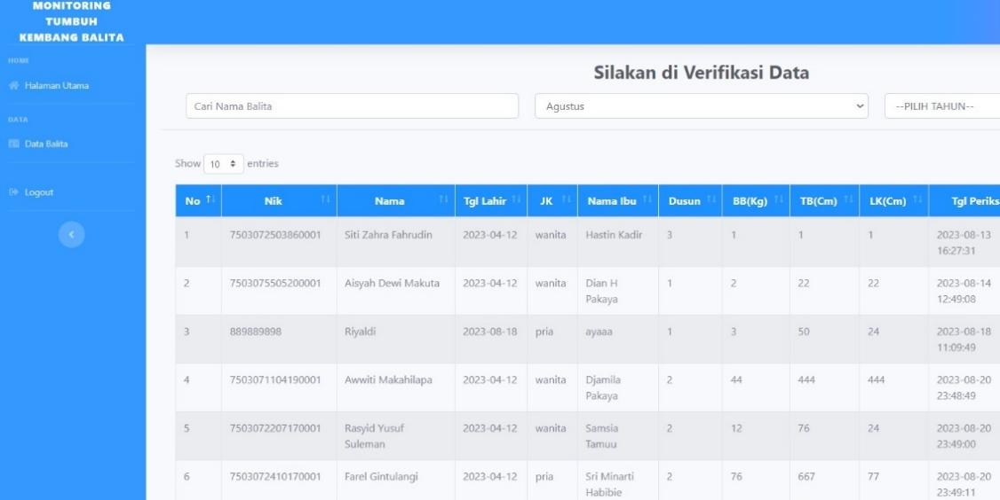 MONITORING
TUMBUH
KEMBANG BALITA
HOME
Halaman Utama
DATA
Data Balita
Logout
Silakan di Verifikasi Data
Cari Nama Balita Agustus --PILIH TAHUN--
Show 10 entries
No Nik Nama Tgl Lahir JK Nama Ibu Dusun BB(Kg) TB(Cm) LK(Cm) Tgl Periks
1 7503072503860001 Siti Zahra Fahrudin 2023-04-12 wanita Hastin Kadir 3 1 1 1 2023-08-13
16:27:31
2 7503075505200001 Aisyah Dewi Makuta 2023-04-12 wanita Dian H 1 2 22 22 2023-08-14
Pakaya 12:49:08
3 889889898 Riyaldi 2023-08-18 pria ayaaa 1 3 50 24 2023-08-18
11:09:49
4 7503071104190001 Awwiti Makahilapa 2023-04-12 wanita Djamila 2 44 444 444 2023-08-20
Pakaya 23:48:49
5 7503072207170001 Rasyid Yusuf 2023-04-12 wanita Samsia 2 12 76 24 2023-08-20
Suleman Tamuu 23:49:00
6 7503072410170001 Farel Gintulangi 2023-04-12 pria Sri Minarti 2 76 667 77 2023-08-20
Habibie 23:49:11